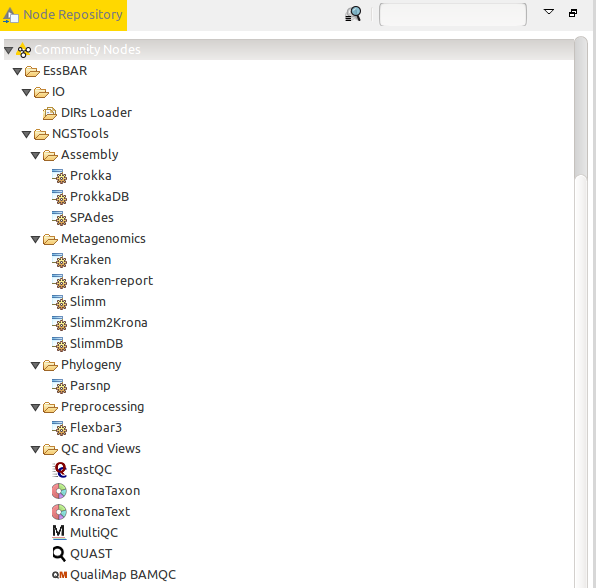 Node Repository
Community Nodes
EssBAR
IO
DIRs Loader
NGSTools
Assembly
Prokka
ProkkaDB
SPAdes
Metagenomics
Kraken
Kraken-report
Slimm
Slimm2Krona
SlimmDB
Phylogeny
Parsnp
Preprocessing
Flexbar3
QC and Views
FastQC
KronaTaxon
KronaText
M MultiQC
QUAST
QM QualiMap BAMQC